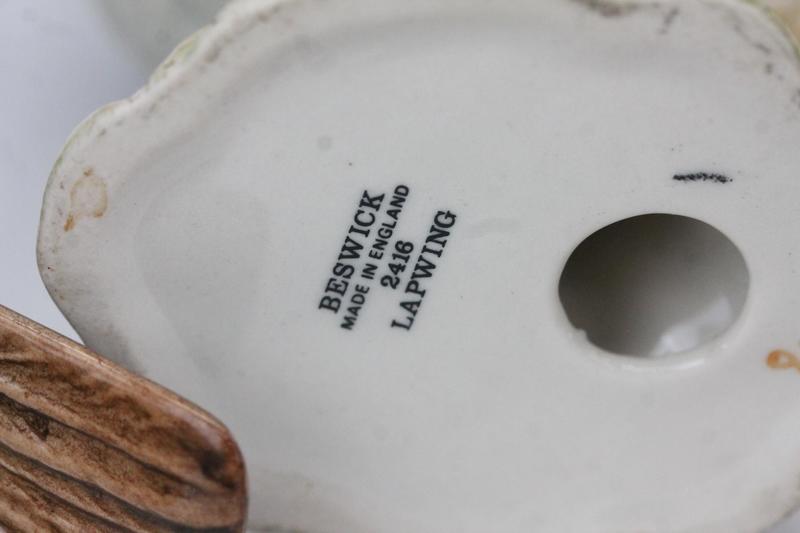 BESWICK
MADE IN ENGLAND
2416
LAPWING